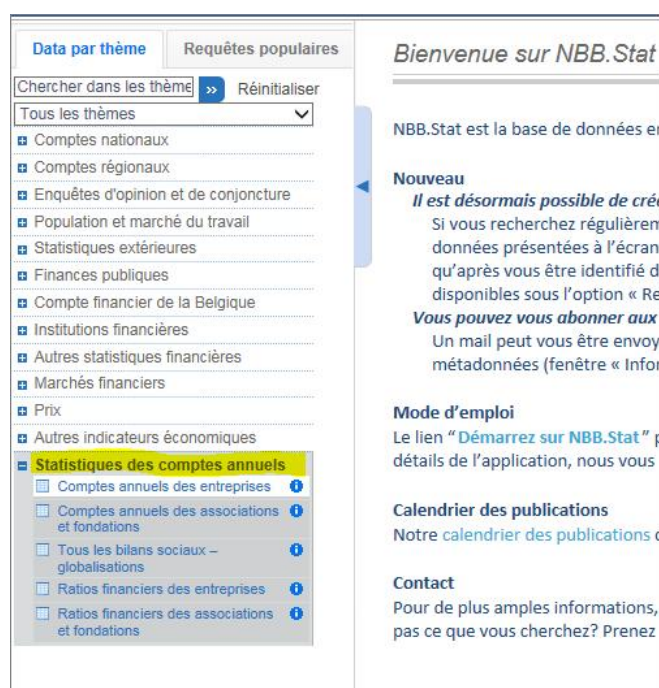 Data par thème
Requêtes populaires
Chercher dans les thème
»
Réinitialiser
Tous les thèmes
Comptes nationaux
Comptes régionaux
Enquêtes d'opinion et de conjoncture
Population et marché du travail
Statistiques extérieures
Finances publiques
Compte financier de la Belgique
Institutions financières
Autres statistiques financières
Marchés financiers
Prix
Autres indicateurs économiques
Statistiques des comptes annuels
Comptes annuels des entreprises
Comptes annuels des associations
et fondations
Tous les bilans sociaux –
globalisations
Ratios financiers des entreprises
Ratios financiers des associations
et fondations
Bienvenue sur NBB.Stat
NBB.Stat est la base de données
Nouveau
Il est désormais possible de
Si vous recherchez
données présentées à l'écran
qu'après vous être identifié
disponibles sous l'option «
Vous pouvez vous abonner aux
Un mail peut vous être
métadonnées (fenêtre «
Mode d'emploi
Le lien "Démarrez sur NBB.Stat"
détails de l'application, nous vous
Calendrier des publications
Notre calendrier des publications
Contact
Pour de plus amples informations,
pas ce que vous cherchez? Prenez